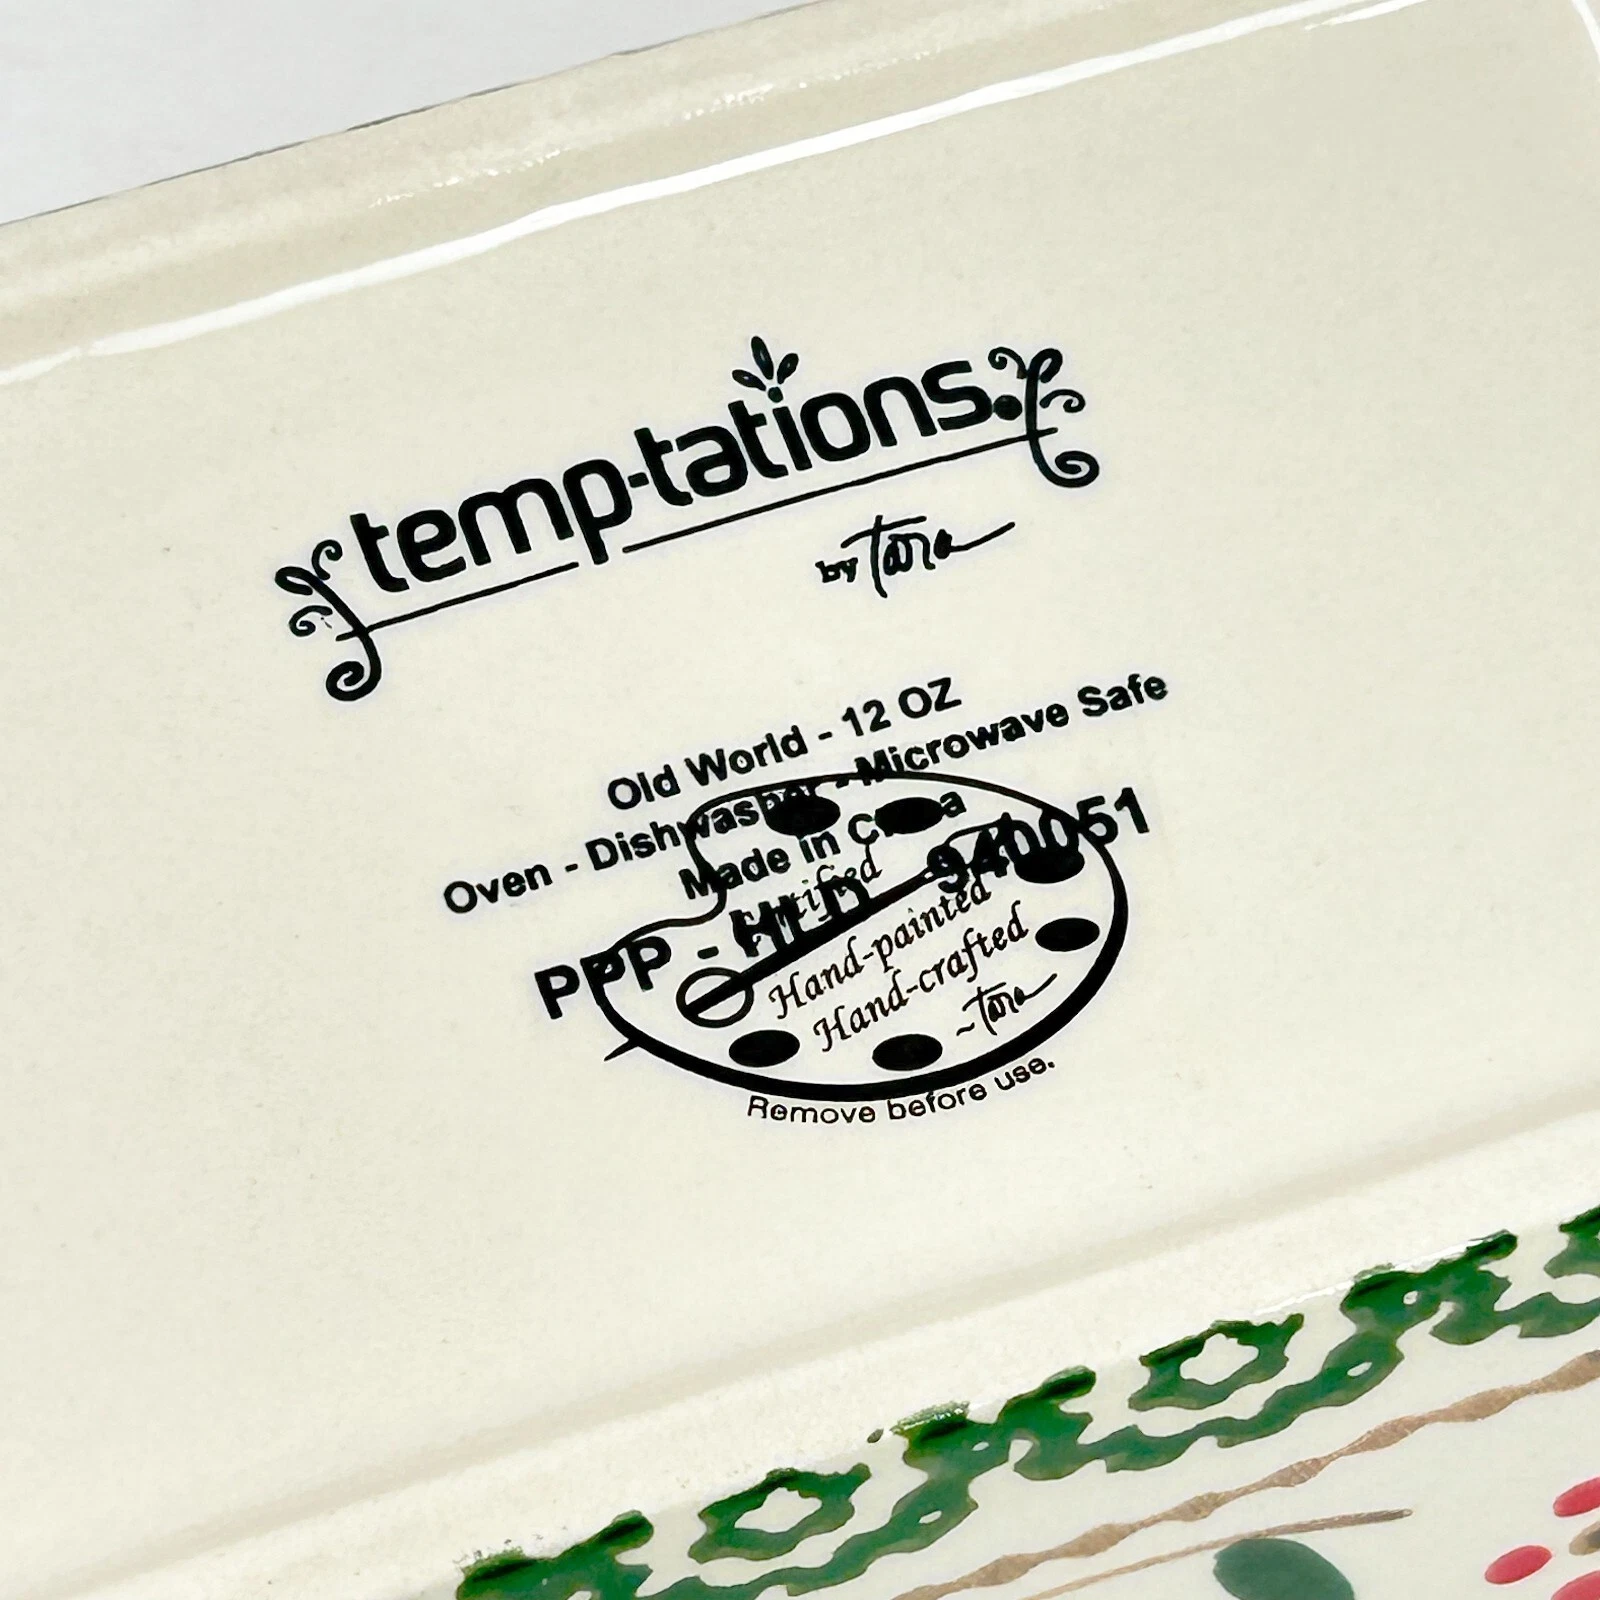 temp-tations.
by Tara
Old World - 12 OZ
Oven - Dishwasher - Microwave Safe
Made in China
PPP - HLD 940051
Certified
Hand-painted
Hand-crafted
~Tara
Remove before use.